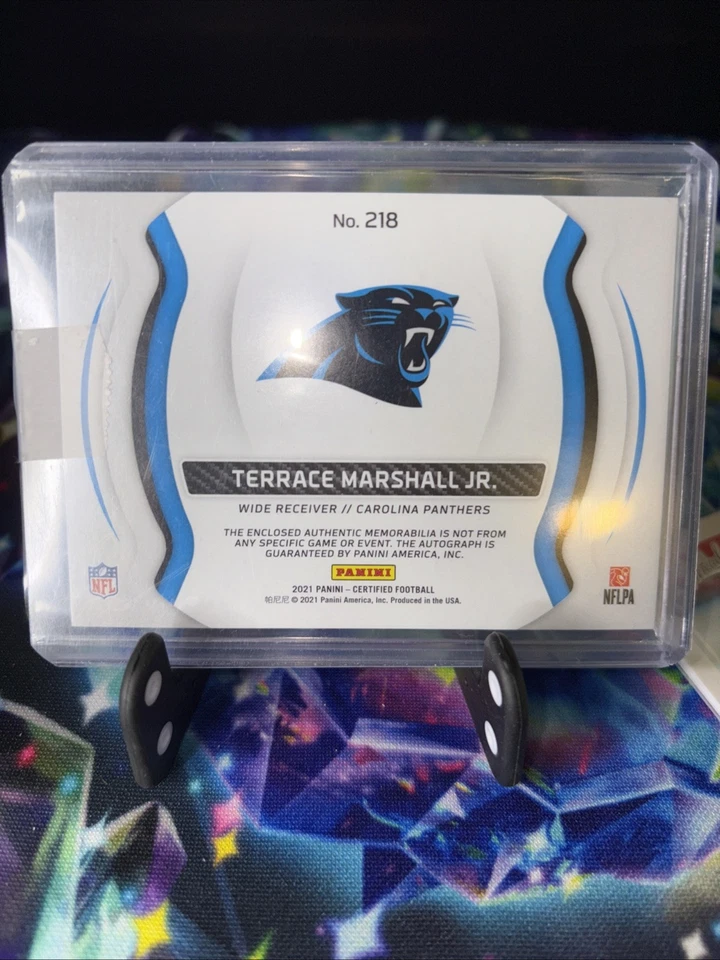 No. 218
TERRACE MARSHALL JR.
WIDE RECEIVER // CAROLINA PANTHERS
THE ENCLOSED AUTHENTIC MEMORABILIA IS NOT FROM
ANY SPECIFIC GAME OR EVENT. THE AUTOGRAPH IS
GUARANTEED BY PANINI AMERICA, INC.
PANINI
2021 PANINI – CERTIFIED FOOTBALL
帕尼尼 © 2021 Panini America, Inc. Produced in the USA.
NFL
NFLPA